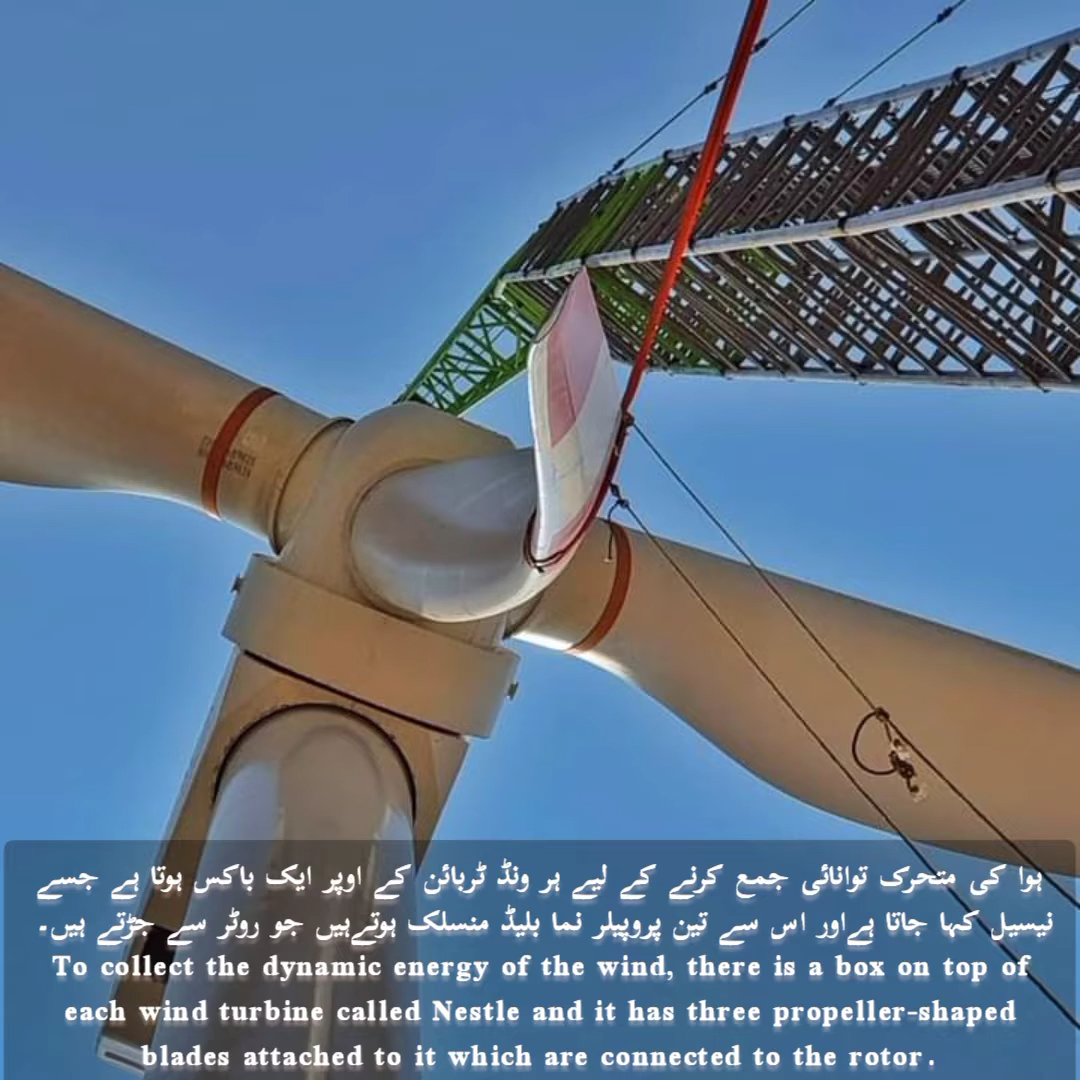 ہوا کی متحرک توانائی جمع کرنے کے لیے ہر ونڈ ٹربائن کے اوپر ایک باکس ہوتا ہے جسے
نیسیل کہا جاتا ہےاور اس سے تین پروپیلر نما بلیڈ منسلک ہوتےہیں جو روٹر سے جڑتے ہیں۔
To collect the dynamic energy of the wind, there is a box on top of
each wind turbine called Nestle and it has three propeller-shaped
blades attached to it which are connected to the rotor.